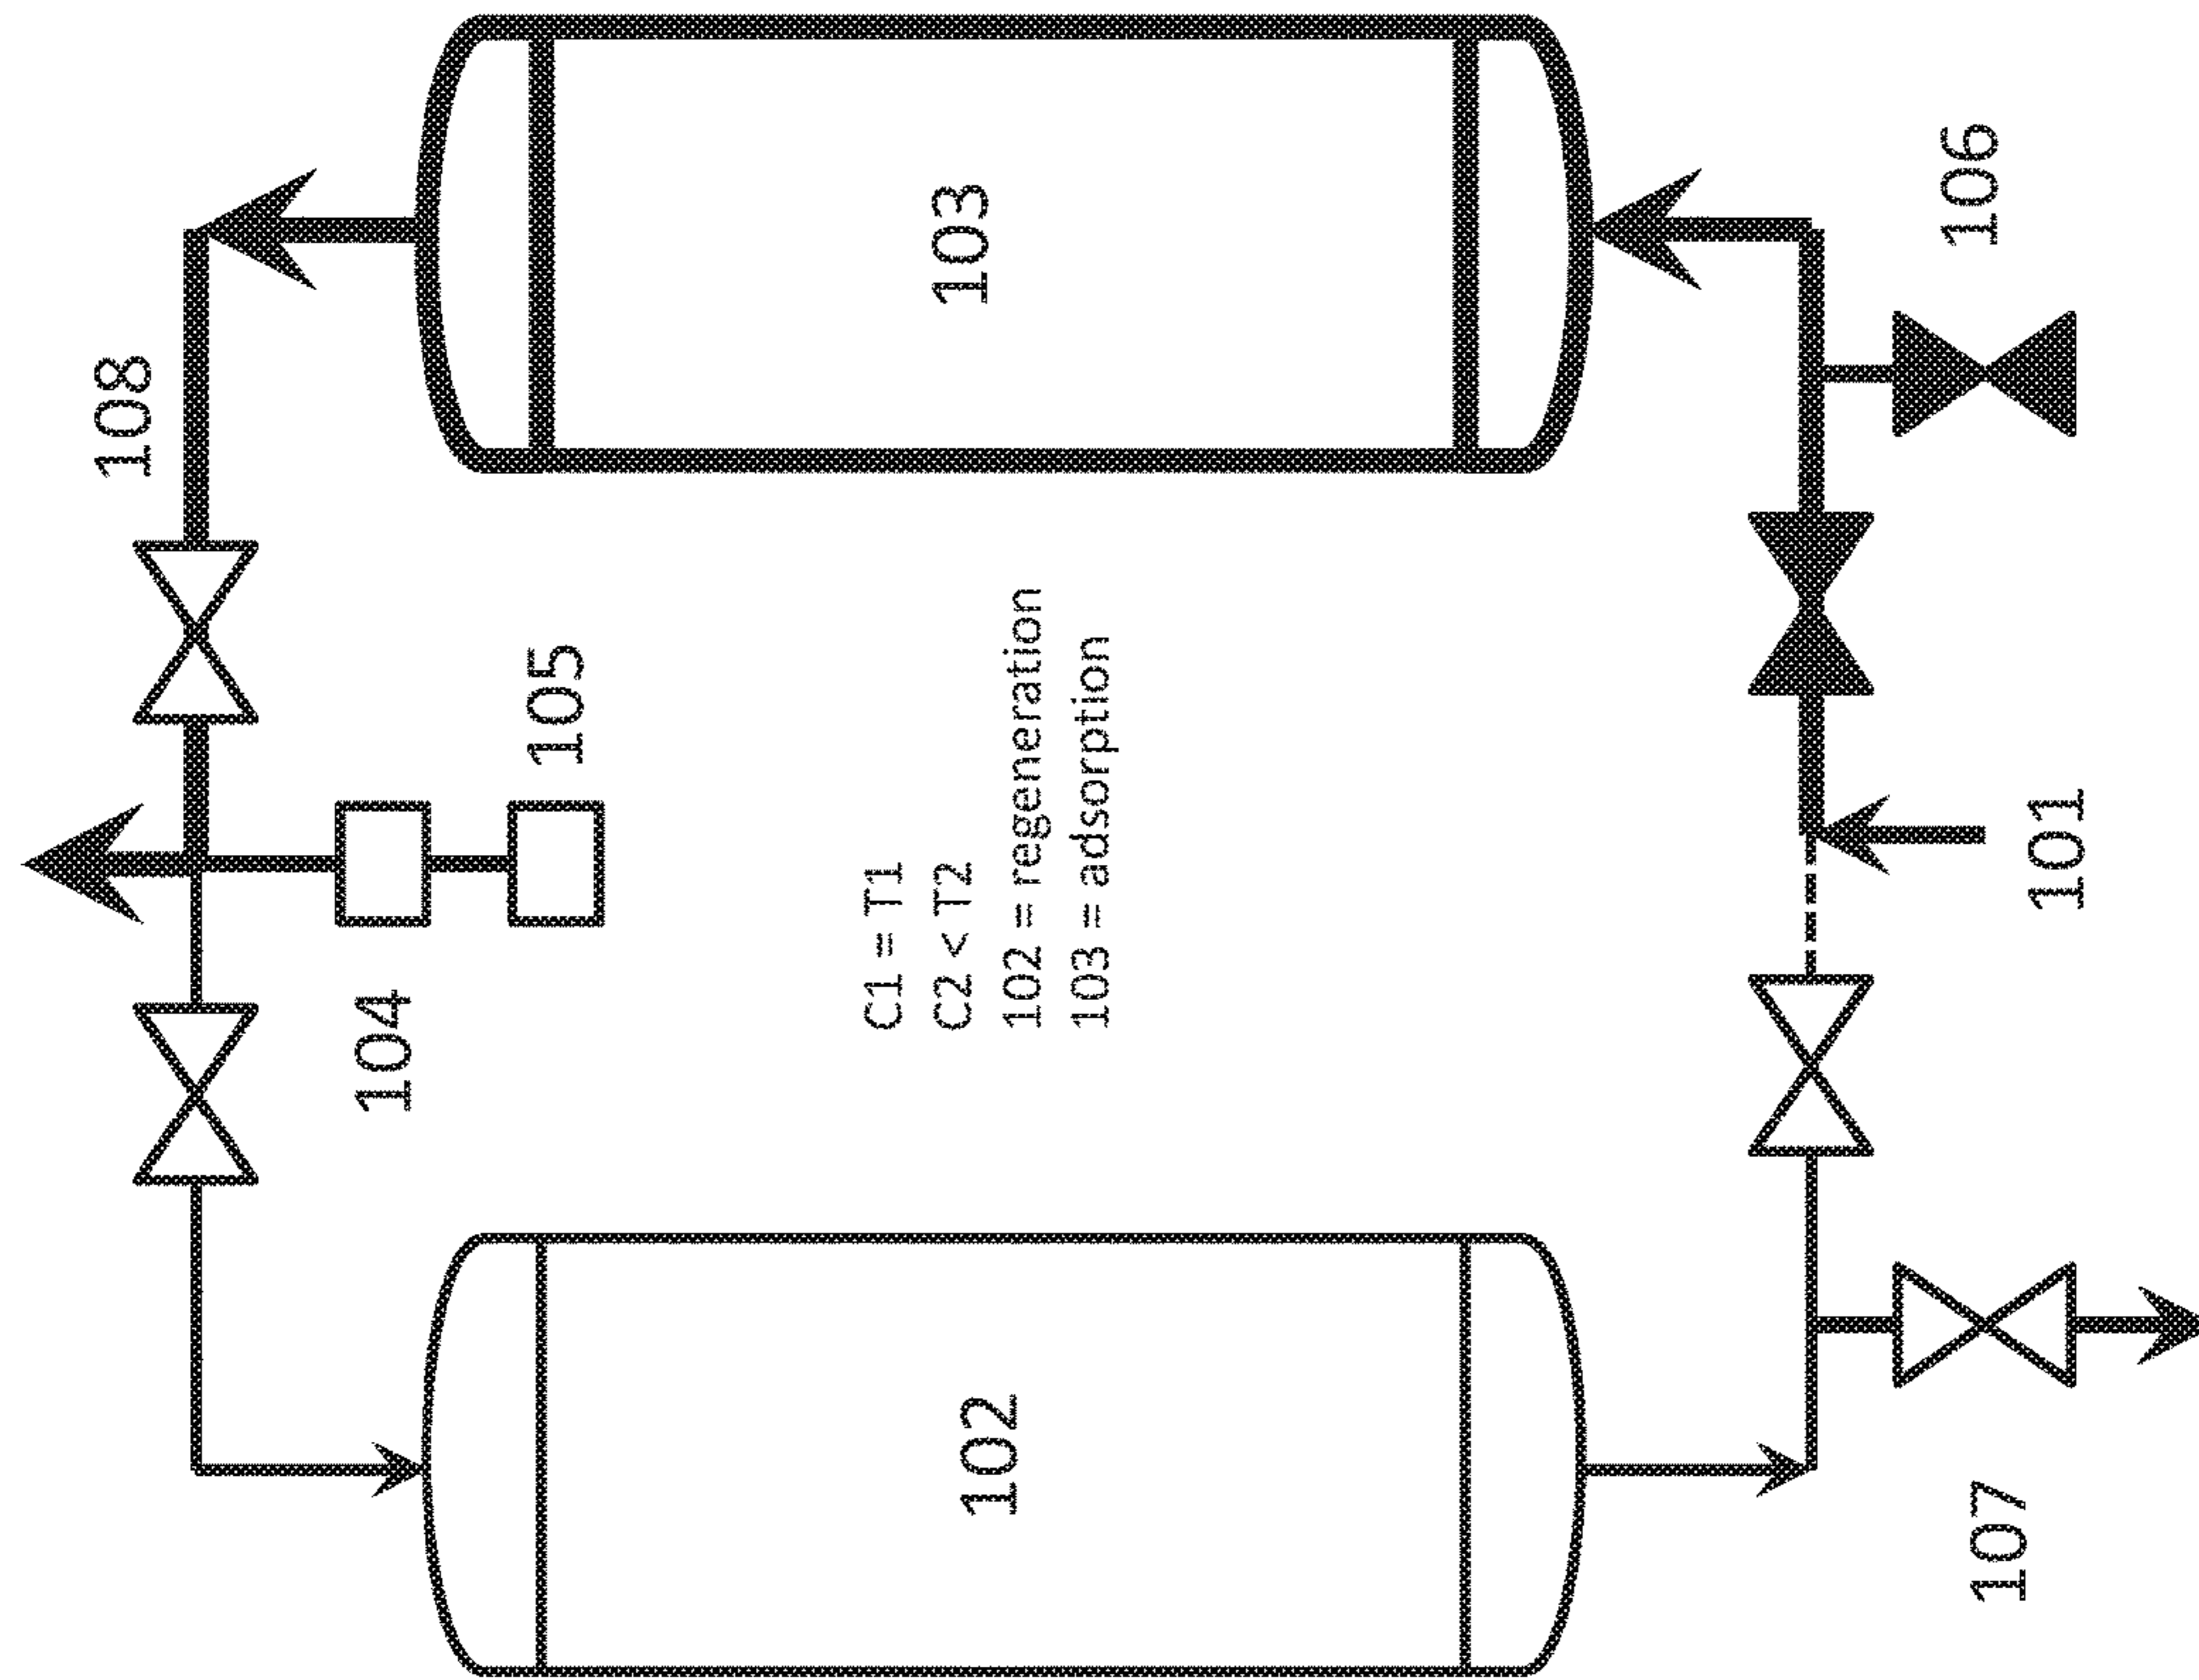 108
103
106
105
104
C1 = T1
C2 < T2
102 = regeneration
103 = adsorption
101
102
107